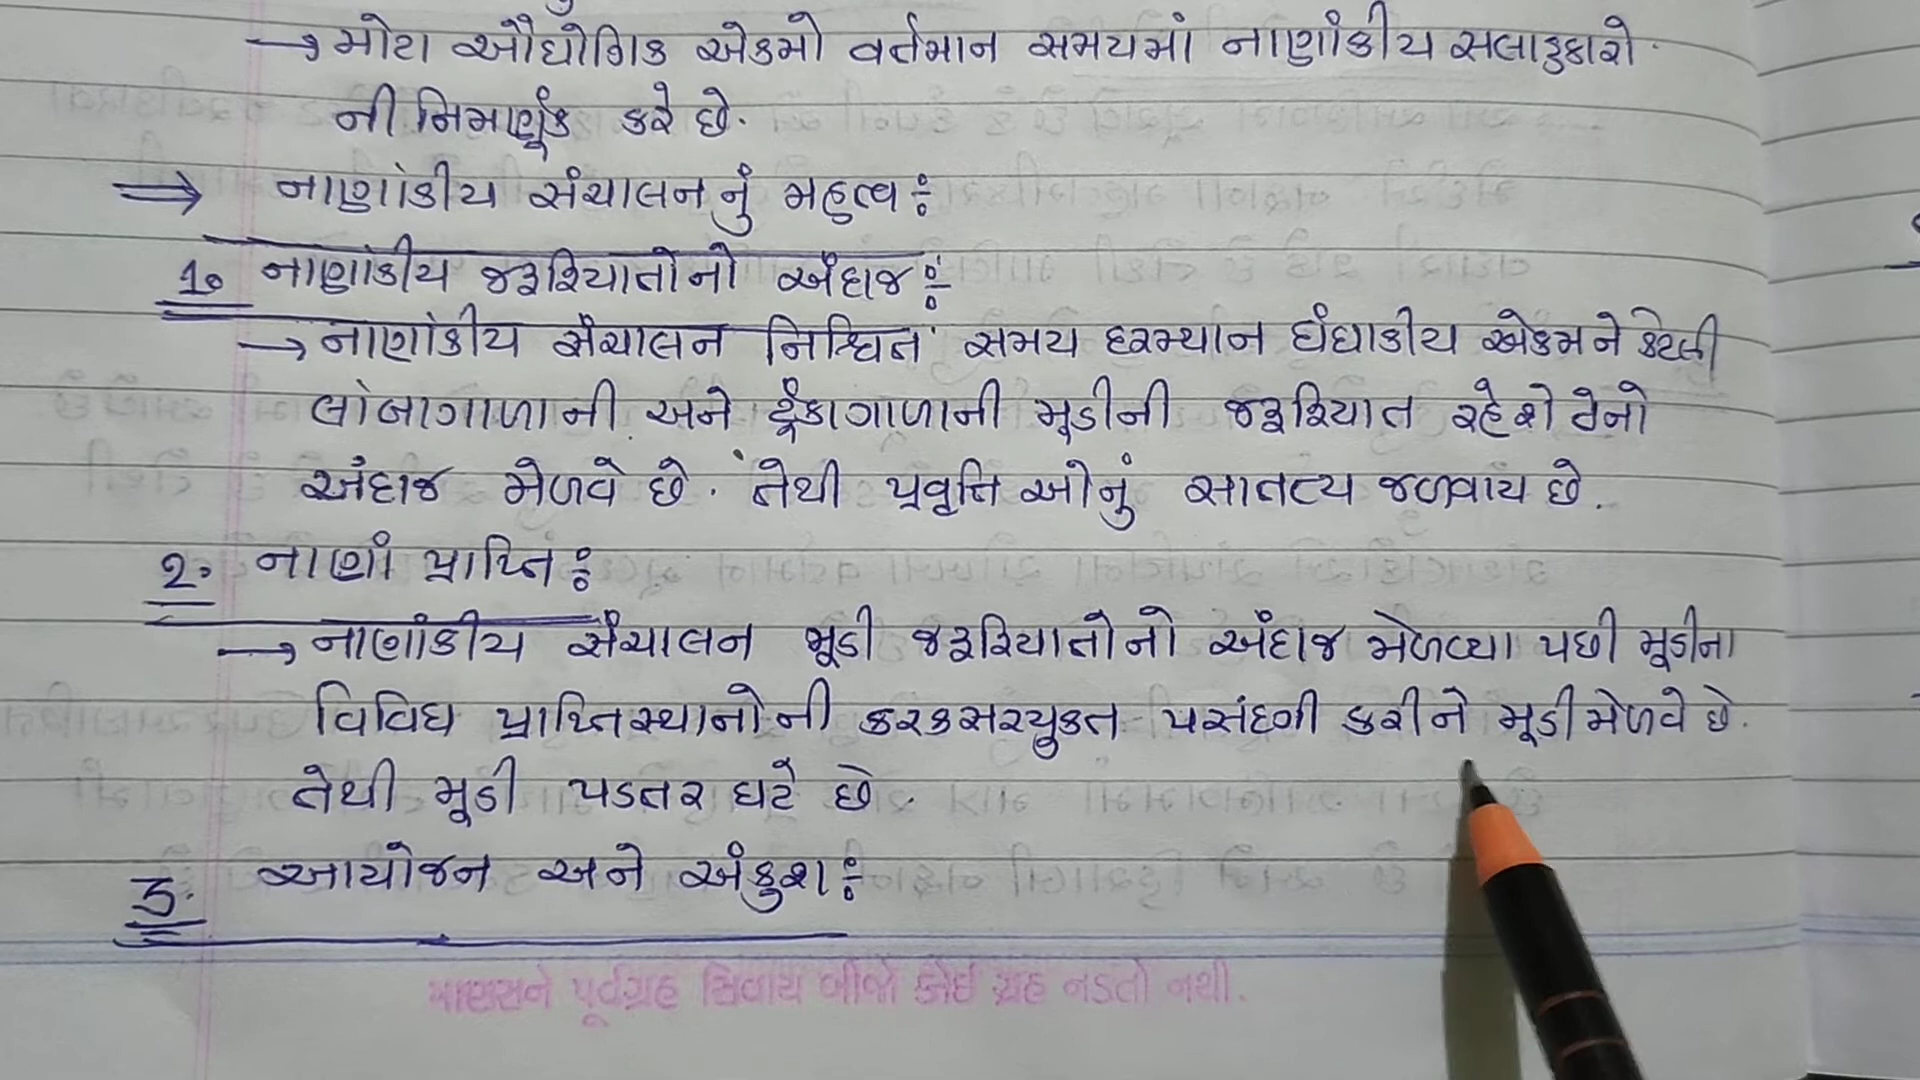 → મોટા ઔદ્યોગિક એકમો વર્તમાન સમયમાં નાણાંકીય સલાહકારો
ની નિમણૂંક કરે છે.
⇒ નાણાંકીય સંચાલન નું મહત્વ :
1. નાણાંકીય જરૂરિયાતોનો અંદાજ :
→ નાણાંકીય સંચાલન નિશ્ચિત સમય દરમ્યાન ધંધાકીય એકમને કેટલી
લાંબાગાળાની અને ટૂંકાગાળાની મૂડીની જરૂરિયાત રહેશે તેનો
અંદાજ મેળવે છે. તેથી પ્રવૃત્તિ ઓનું સાતત્ય જળવાય છે.
2. નાણાં પ્રાપ્તિ :
→ નાણાંકીય સંચાલન મૂડી જરૂરિયાતોનો અંદાજ મેળવ્યા પછી મૂડીના
વિવિધ પ્રાપ્તિસ્થાનોની કરકસરયુકત પસંદગી કરીને મૂડી મેળવે છે.
તેથી મૂડી પડતર ઘટે છે.
3. આયોજન અને અંકુશ :
માણસને પૂર્વગ્રહ સિવાય બીજો કોઈ ગ્રહ નડતો નથી.